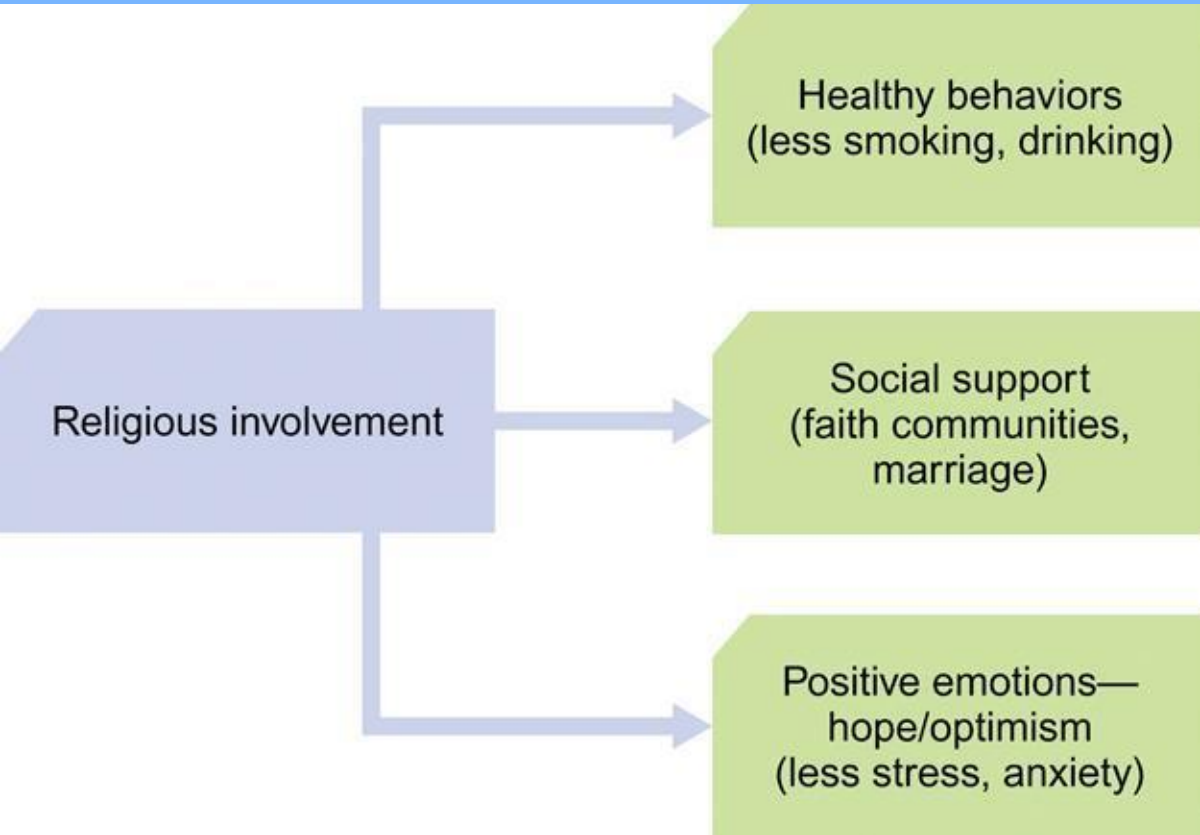 Healthy behaviors
(less smoking, drinking)
Religious involvement
Social support
(faith communities,
marriage)
Positive emotions—
hope/optimism
(less stress, anxiety)